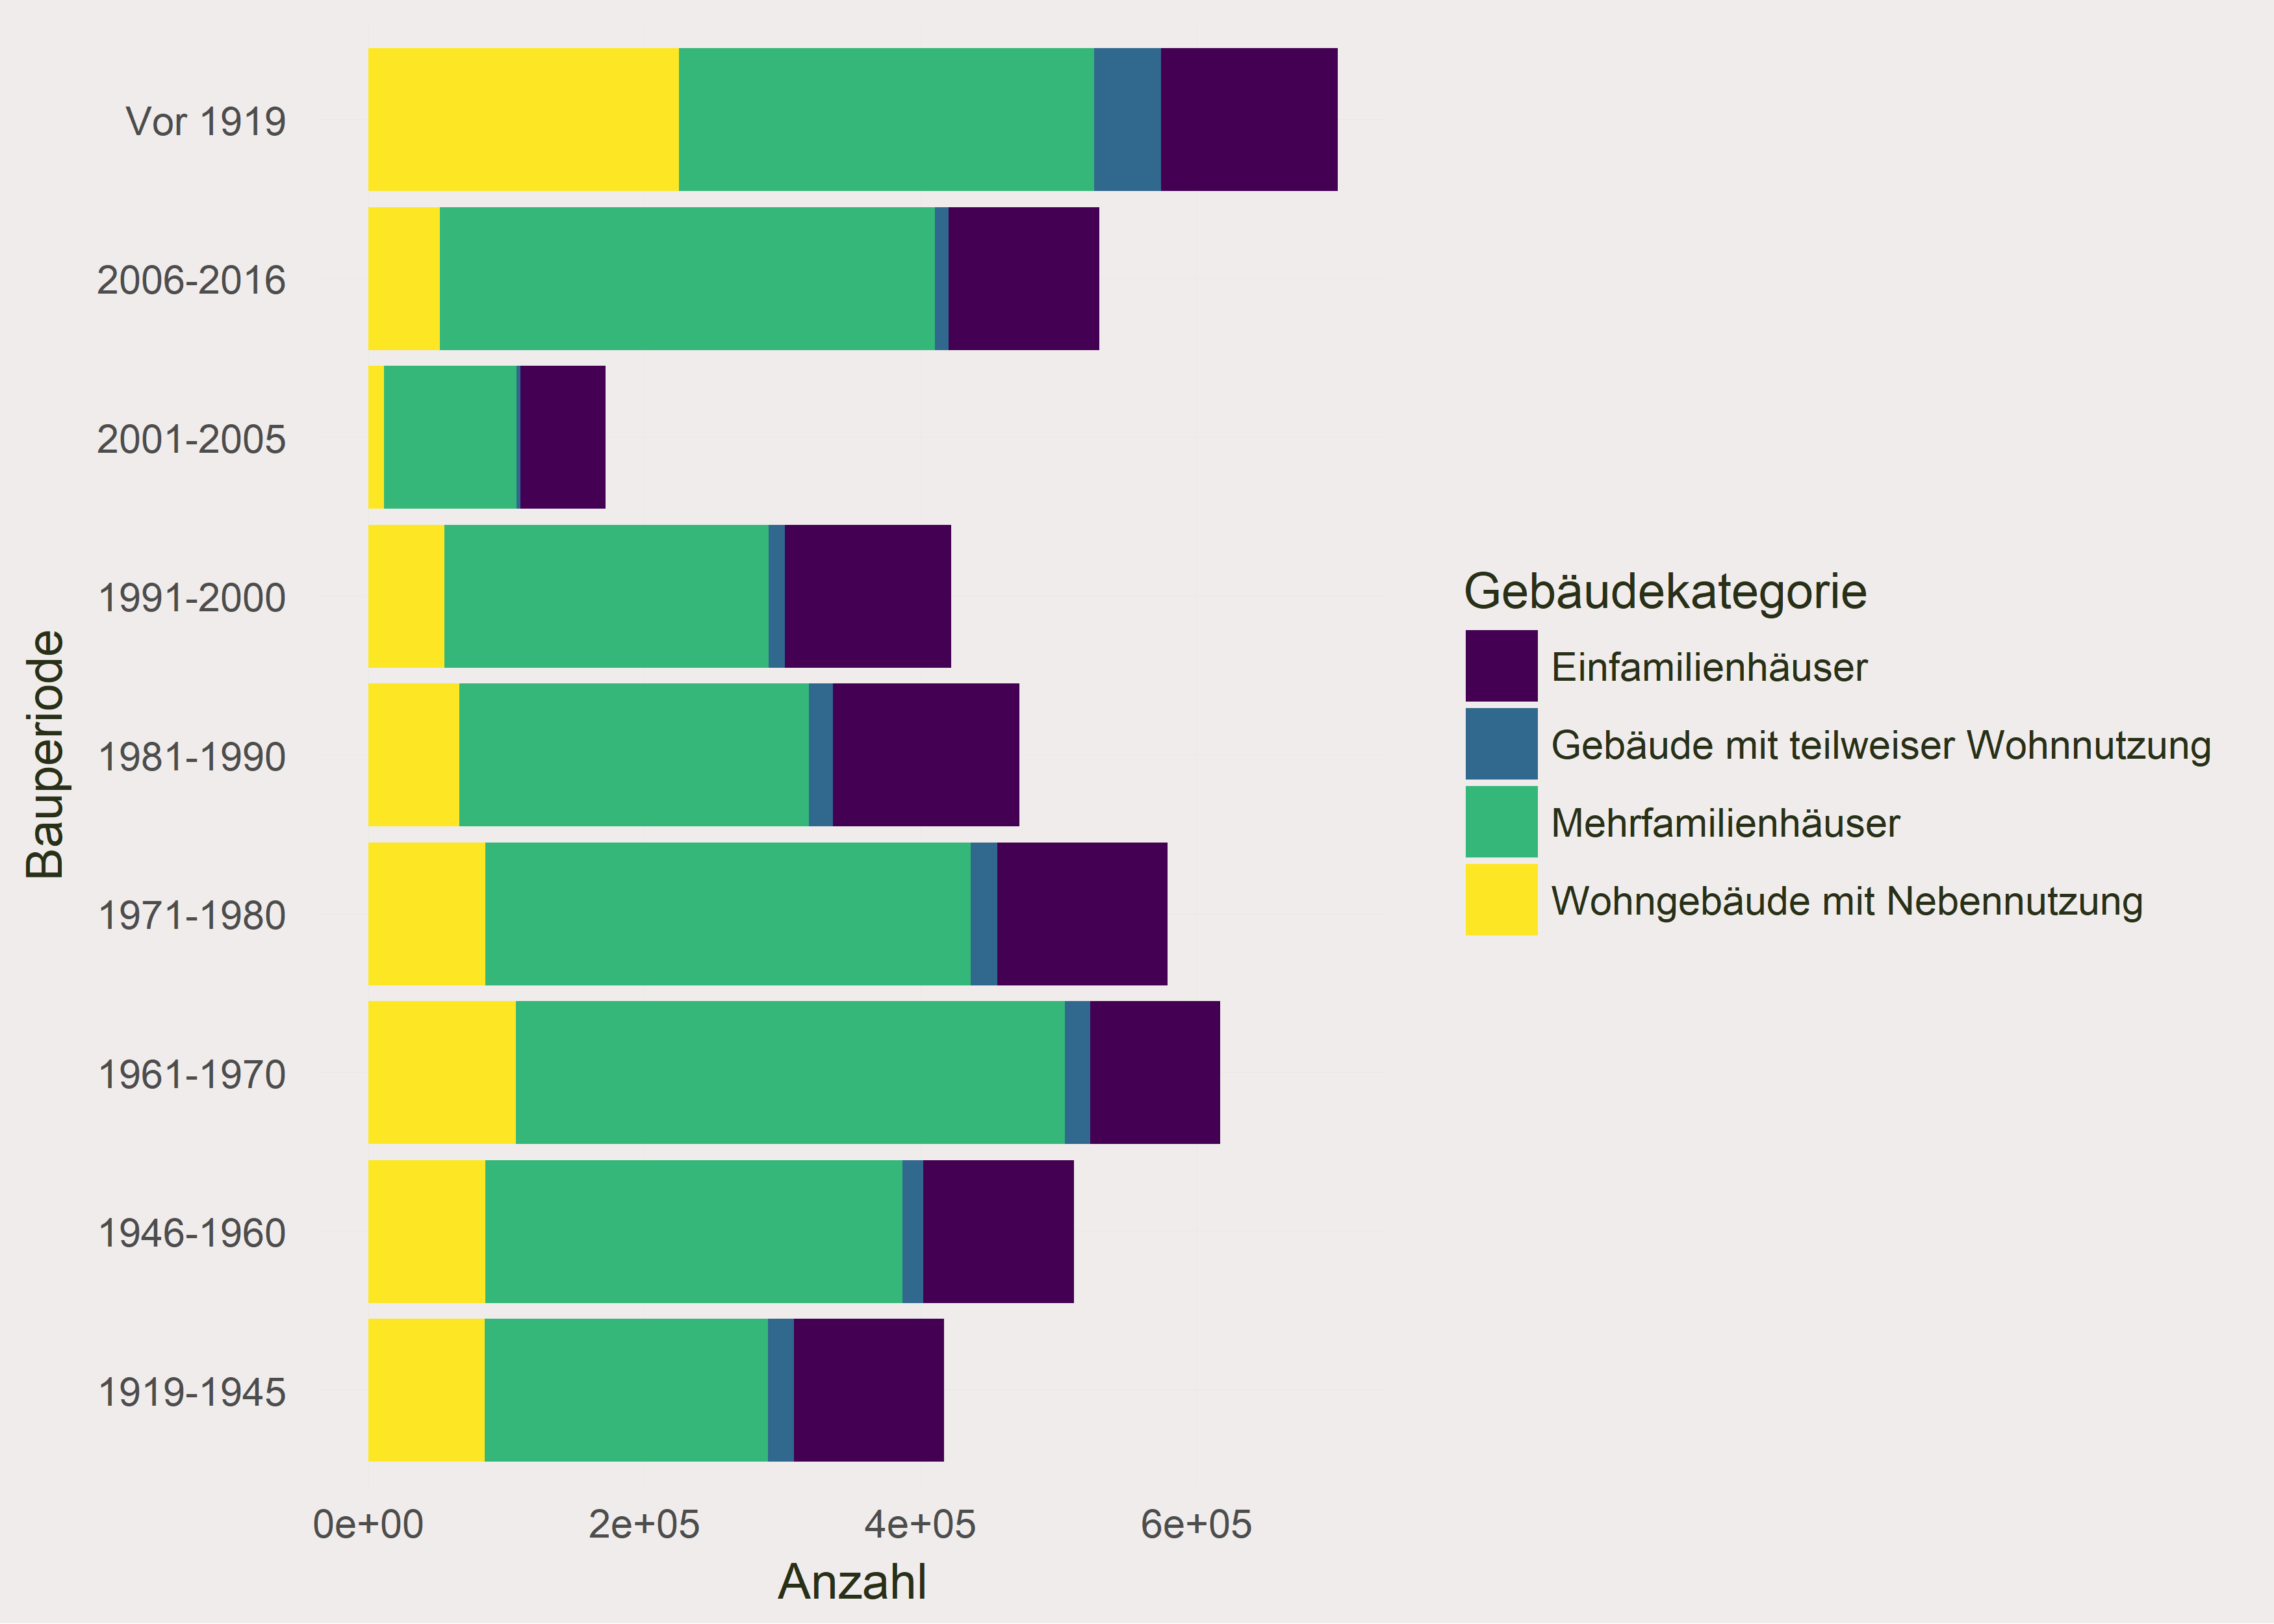 Vor 1919
2006-2016
2001-2005
1991-2000
1981-1990
1971-1980
1961-1970
1946-1960
1919-1945
Bauperiode
0e+00 2e+05 4e+05 6e+05
Anzahl
Gebäudekategorie
Einfamilienhäuser
Gebäude mit teilweiser Wohnnutzung
Mehrfamilienhäuser
Wohngebäude mit Nebennutzung